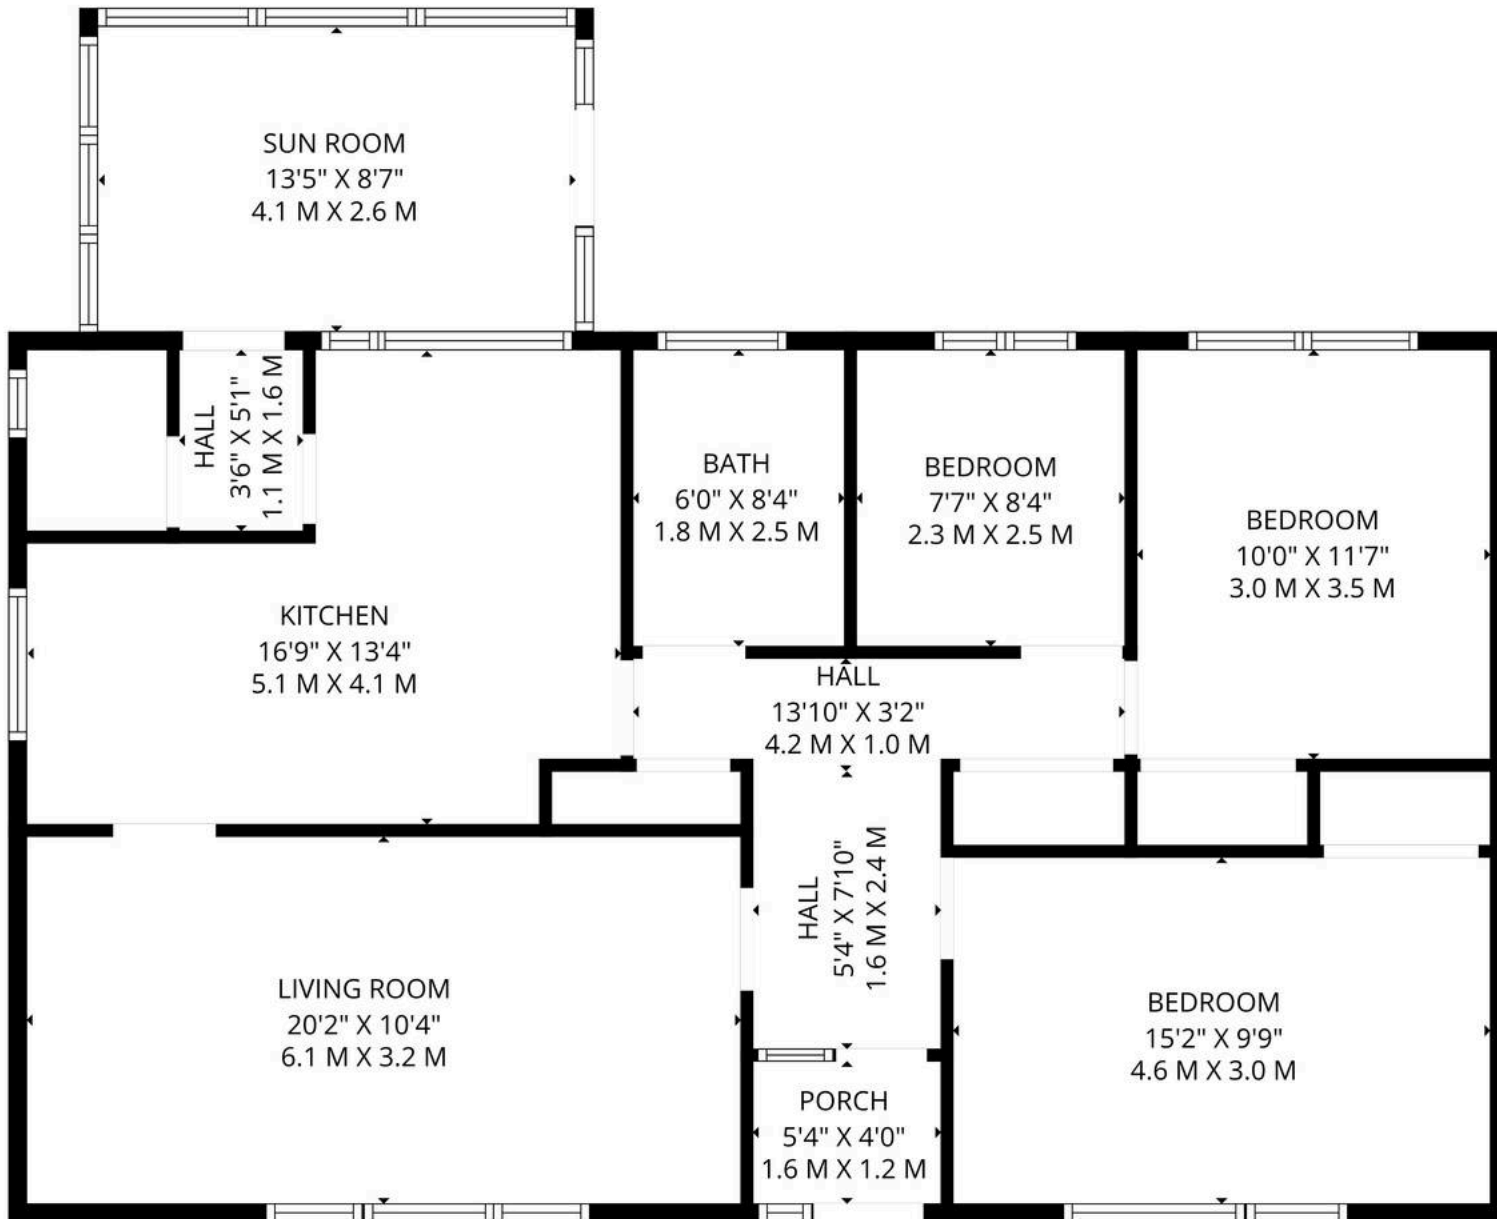 SUN ROOM
13'5" X 8'7"
4.1 M X 2.6 M
HALL
3'6" X 5'1"
1.1 M X 1.6 M
BATH
6'0" X 8'4"
1.8 M X 2.5 M
BEDROOM
7'7" X 8'4"
2.3 M X 2.5 M
BEDROOM
10'0" X 11'7"
3.0 M X 3.5 M
KITCHEN
16'9" X 13'4"
5.1 M X 4.1 M
HALL
13'10" X 3'2"
4.2 M X 1.0 M
HALL
5'4" X 7'10"
1.6 M X 2.4 M
LIVING ROOM
20'2" X 10'4"
6.1 M X 3.2 M
BEDROOM
15'2" X 9'9"
4.6 M X 3.0 M
PORCH
5'4" X 4'0"
1.6 M X 1.2 M